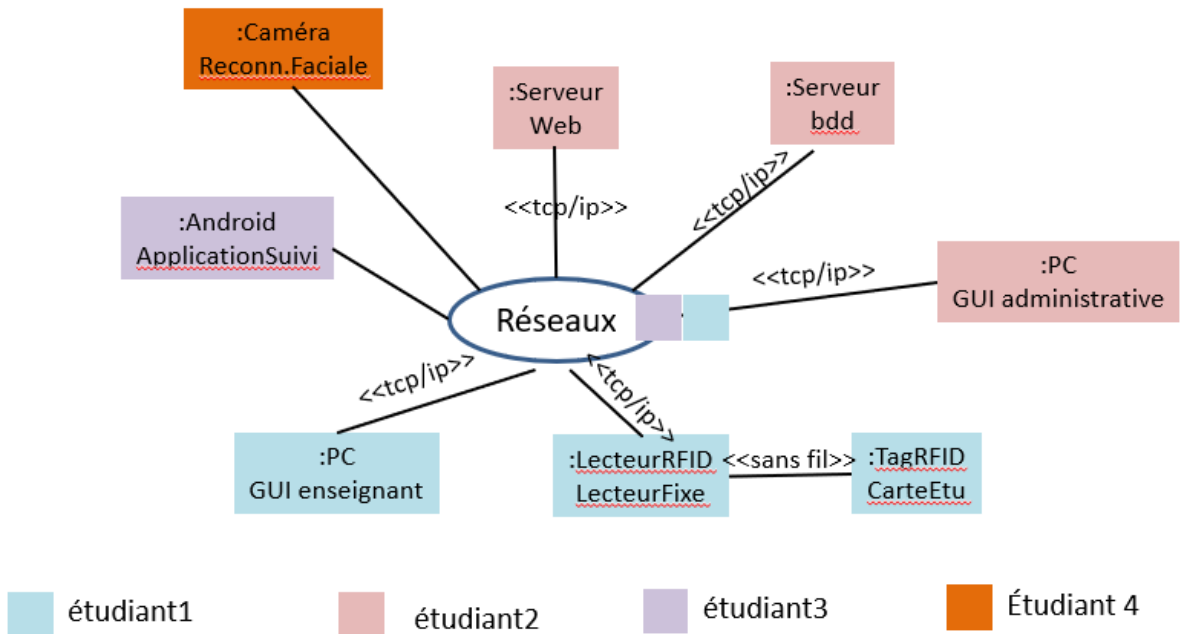 :Caméra
Reconn.Faciale
:Serveur
Web
:Serveur
bdd
<<tcp/ip>>
<<tcp/ip>>
:Android
ApplicationSuivi
<<tcp/ip>>
:PC
GUI administrative
Réseaux
<<tcp/ip>>
<<tcp/ip>>
:PC
GUI enseignant
:LecteurRFID
LecteurFixe
<<sans fil>>
:TagRFID
CarteEtu
étudiant1
étudiant2
étudiant3
Étudiant 4